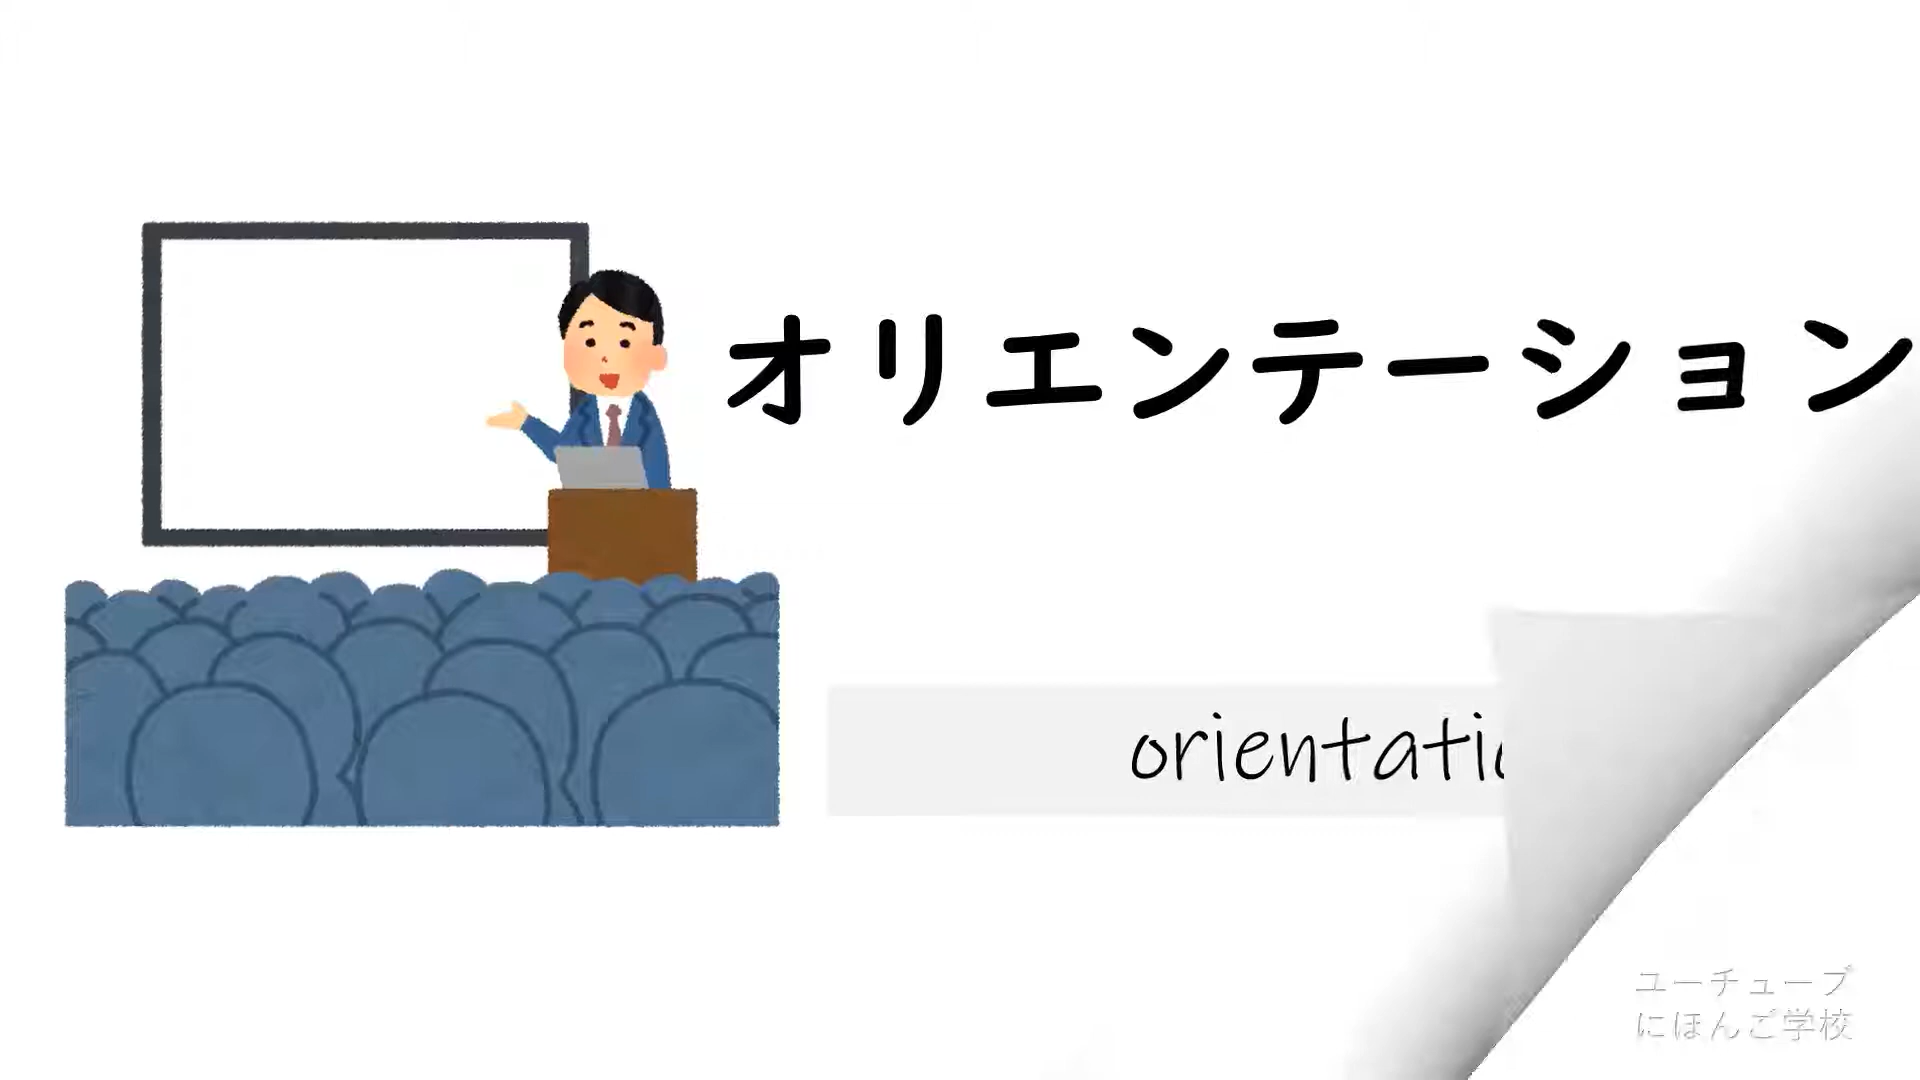 オリエンテーション
orientatio
ユーチューブ
にほんご学校